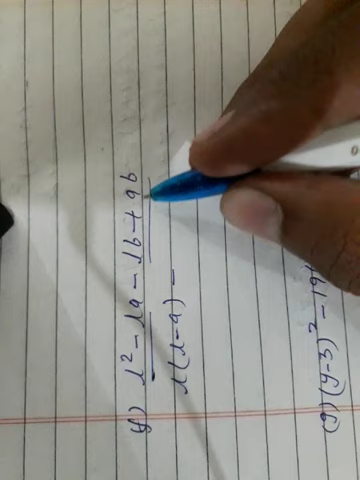 y) l² - la - lb + ab
l(l-a) -
(g) (y-3)² - 19